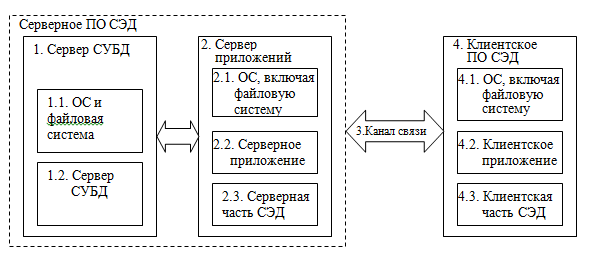 Серверное ПО СЭД
1. Сервер СУБД
1.1. ОС и
файловая
система
1.2. Сервер
СУБД
2. Сервер
приложений
2.1. ОС, включая
файловую
систему
2.2. Серверное
приложение
2.3. Серверная
часть СЭД
3.Канал связи
4. Клиентское
ПО СЭД
4.1. ОС, включая
файловую
систему
4.2. Клиентское
приложение
4.3. Клиентская
часть СЭД